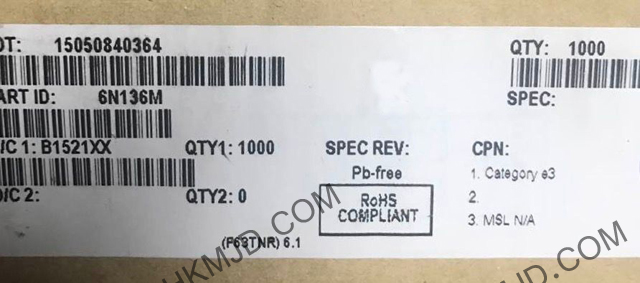 OT: 15050840364
QTY: 1000
ART ID: 6N136M
SPEC:
/C 1: B1521XX QTY1: 1000 SPEC REV: CPN:
Pb-free 1. Category e3
/C 2: QTY2: 0 RoHS COMPLIANT 2.
3. MSL N/A
(F63TNR) 6.1
HKMJD.COM
JD.COM